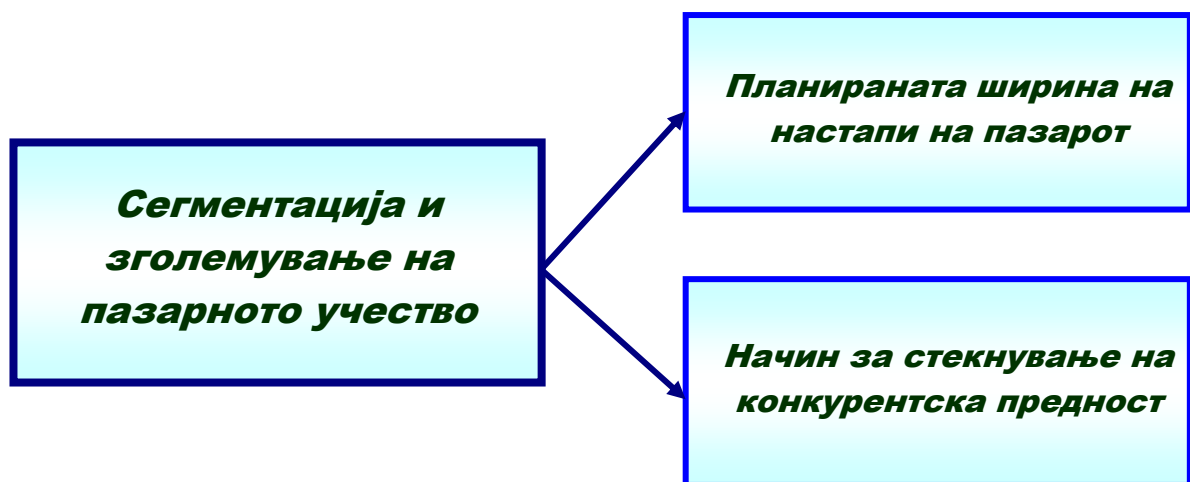 Планираната ширина на
настапи на пазарот
Сегментација и
зголемување на
пазарното учество
Начин за стекнување на
конкурентска предност